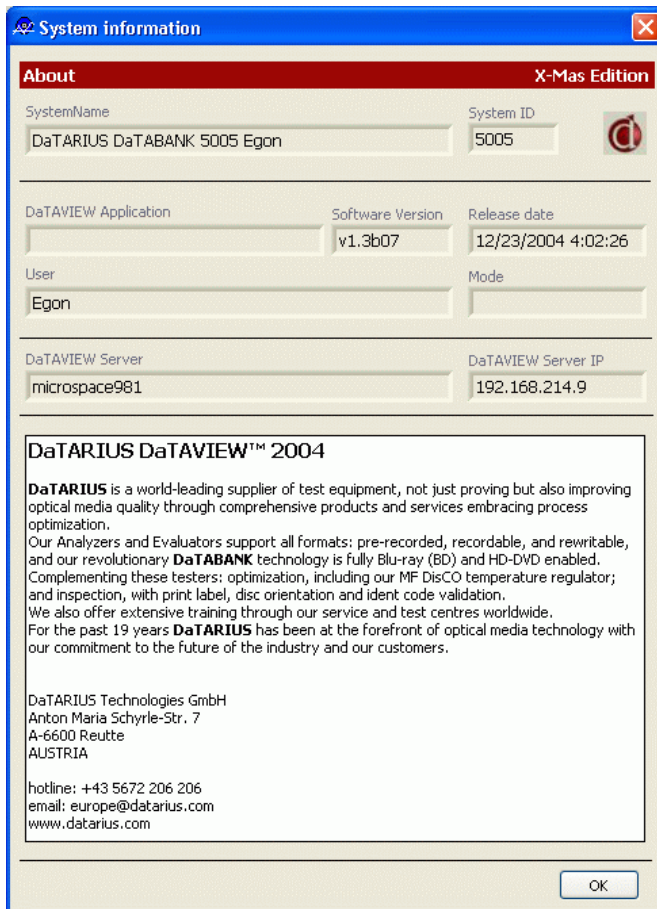 System information
About X-Mas Edition
SystemName System ID
DaTARIUS DaTABANK 5005 Egon 5005
DaTAVIEW Application Software Version Release date
v1.3b07 12/23/2004 4:02:26
User Mode
Egon
DaTAVIEW Server DaTAVIEW Server IP
microspace981 192.168.214.9
DaTARIUS DaTAVIEW™ 2004
DaTARIUS is a world-leading supplier of test equipment, not just proving but also improving
optical media quality through comprehensive products and services embracing process
optimization.
Our Analyzers and Evaluators support all formats: pre-recorded, recordable, and rewritable,
and our revolutionary DaTABANK technology is fully Blu-ray (BD) and HD-DVD enabled.
Complementing these testers: optimization, including our MF DisCO temperature regulator;
and inspection, with print label, disc orientation and ident code validation.
We also offer extensive training through our service and test centres worldwide.
For the past 19 years DaTARIUS has been at the forefront of optical media technology with
our commitment to the future of the industry and our customers.
DaTARIUS Technologies GmbH
Anton Maria Schyrle-Str. 7
A-6600 Reutte
AUSTRIA
hotline: +43 5672 206 206
email: europe@datarius.com
www.datarius.com
OK